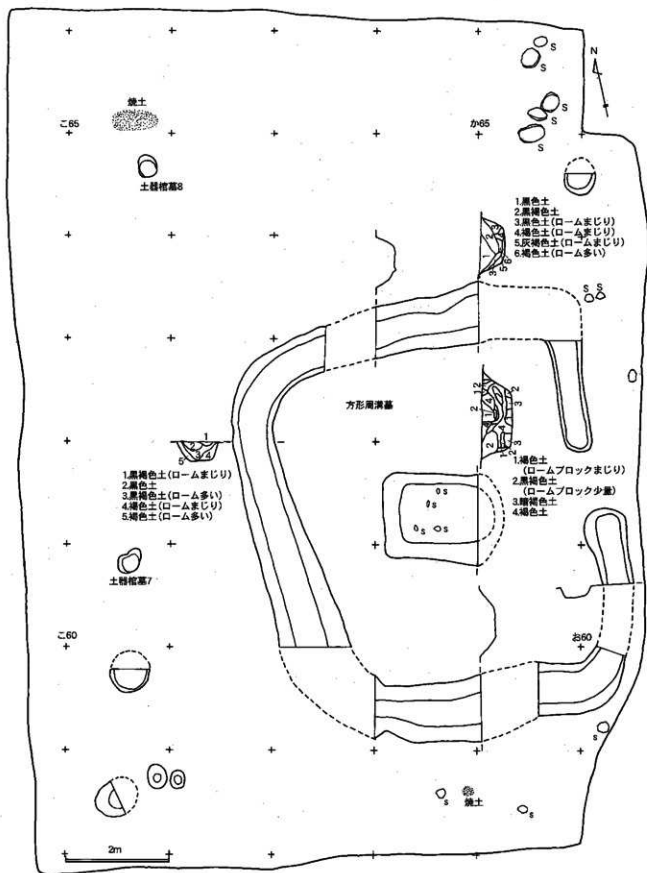 S
S
N
焼土
S
こ65
か65
S
S
土器棺墓8
1.黒色土
2.黒褐色土
3.黒色土(ロームまじり)
4.褐色土(ロームまじり)
5.灰褐色土(ロームまじり)
6.褐色土(ローム多い)
S S
方形周溝墓
1.黒褐色土(ロームまじり)
2.黒色土
3.黒褐色土(ローム多い)
4.褐色土(ロームまじり)
5.褐色土(ローム多い)
1.褐色土
(ロームブロックまじり)
2.黒褐色土
(ロームブロック少量)
3.暗褐色土
4.褐色土
S
S
S S
土器棺墓7
こ60
お60
S
S
焼土
S
2m